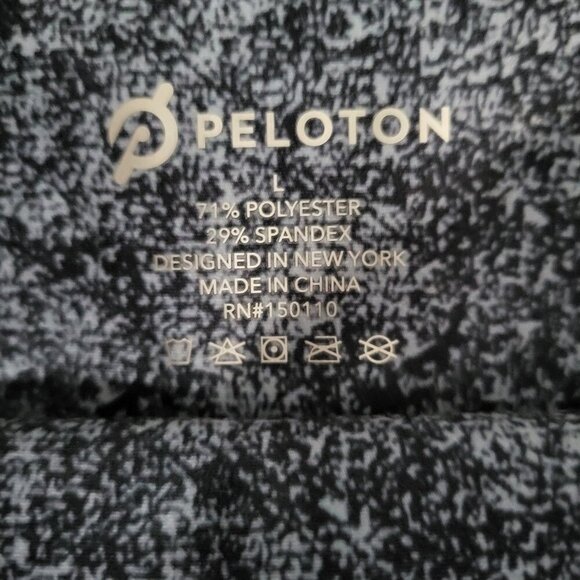 PELOTON
L
71% POLYESTER
29% SPANDEX
DESIGNED IN NEW YORK
MADE IN CHINA
RN#150110